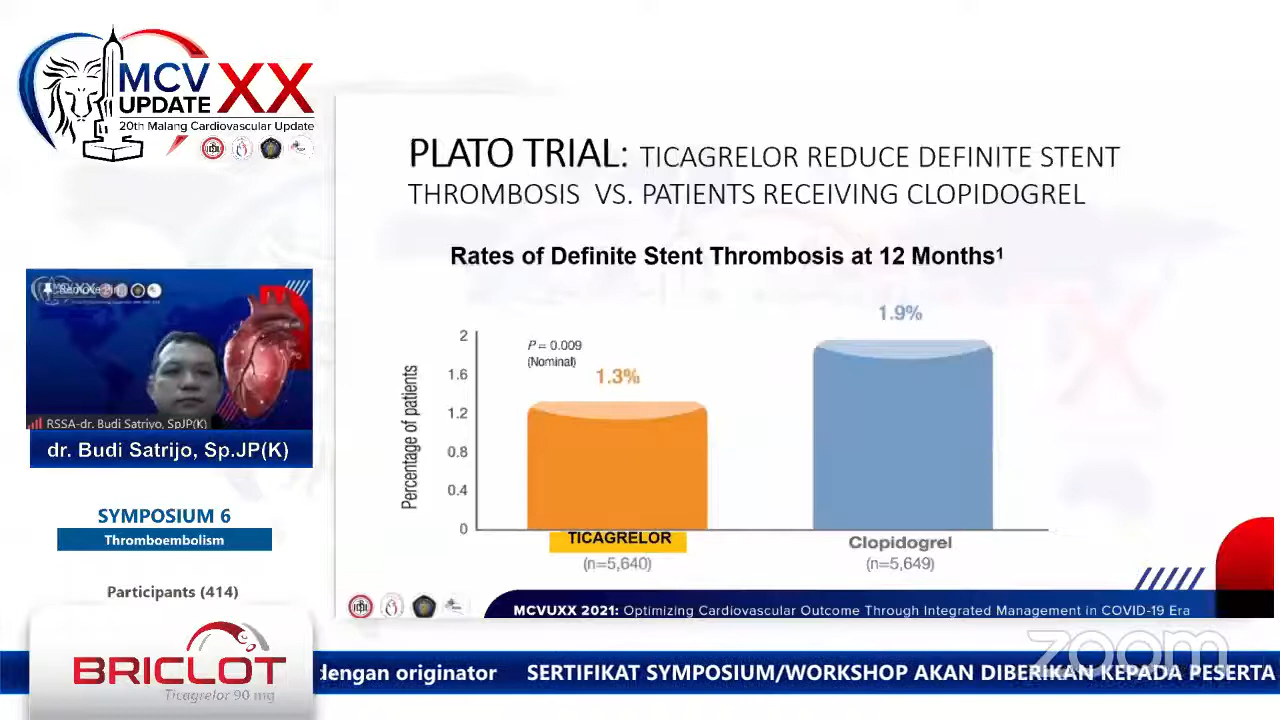 MCV
UPDATE
XX
20th Malang Cardiovascular Update
PLATO TRIAL: TICAGRELOR REDUCE DEFINITE STENT
THROMBOSIS VS. PATIENTS RECEIVING CLOPIDOGREL
Rates of Definite Stent Thrombosis at 12 Months¹
Percentage of patients
2
1.6
1.2
0.8
0.4
0
P = 0.009
(Nominal)
1.3%
1.9%
TICAGRELOR
(n=5,640)
Clopidogrel
(n=5,649)
RSSA-dr. Budi Satriyo, SpJP(K)
dr. Budi Satrijo, Sp.JP(K)
SYMPOSIUM 6
Thromboembolism
Participants (414)
BRICLOT
Ticagrelor 90 mg
MCVUXX 2021: Optimizing Cardiovascular Outcome Through Integrated Management in COVID-19 Era
zoom
dengan originator SERTIFIKAT SYMPOSIUM/WORKSHOP AKAN DIBERIKAN KEPADA PESERTA